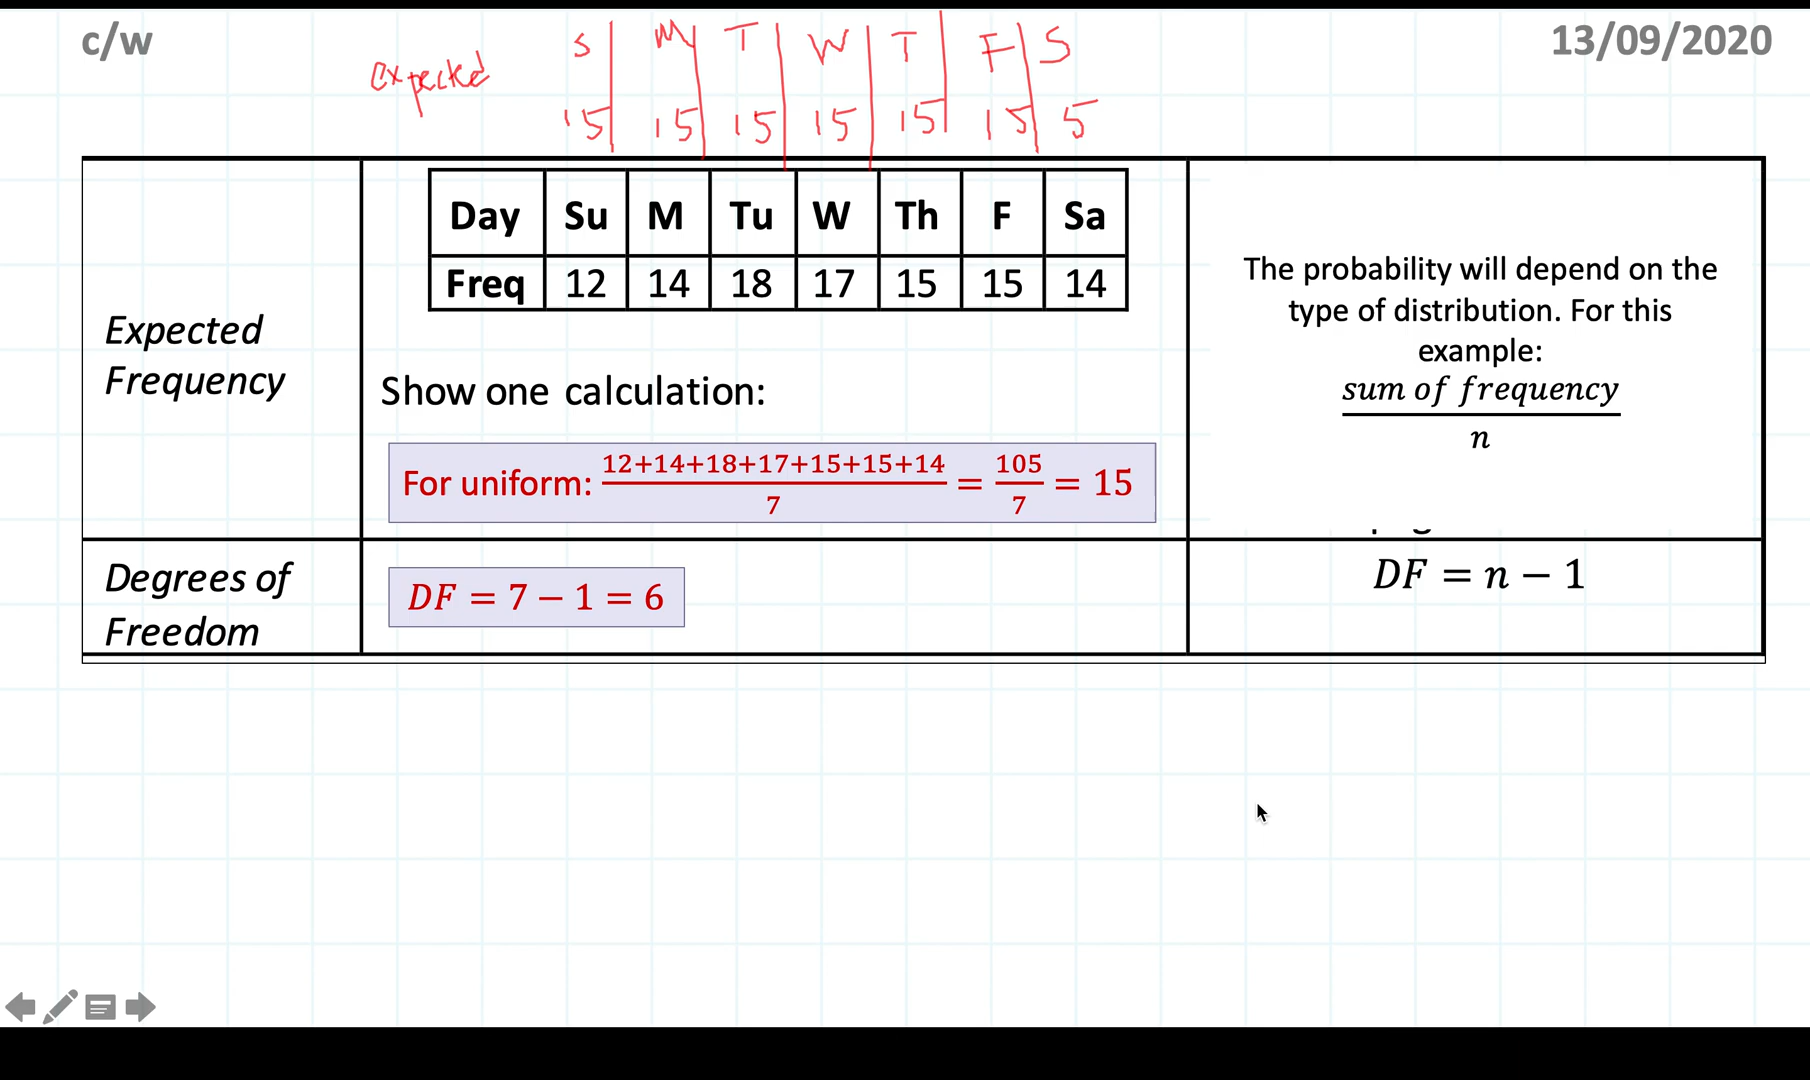 c/w
13/09/2020
expected S M T W T F S
15 15 15 15 15 15 5
Day Su M Tu W Th F Sa
Freq 12 14 18 17 15 15 14
Expected
Frequency
Show one calculation:
For uniform: 12+14+18+17+15+15+14 / 7 = 105 / 7 = 15
The probability will depend on the
type of distribution. For this
example:
sum of frequency
n
Degrees of
Freedom
DF = 7 − 1 = 6
DF = n − 1